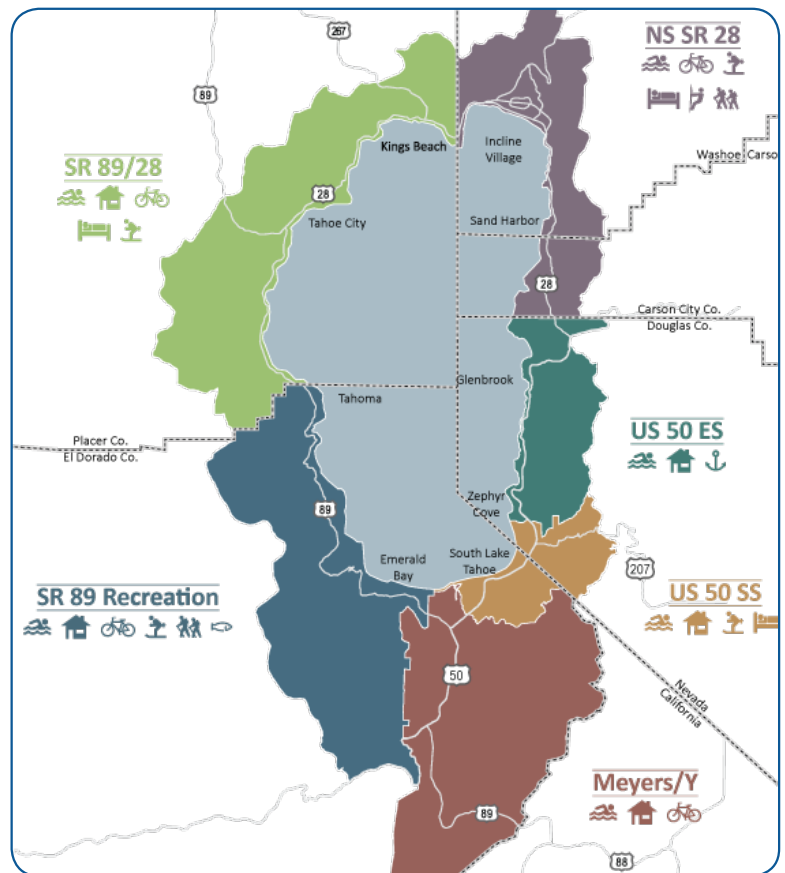 267
NS SR 28
89
Kings Beach
Incline
Village
Washoe Carso
SR 89/28
28
Tahoe City
Sand Harbor
28
Carson City Co.
Douglas Co.
Glenbrook
Tahoma
US 50 ES
Placer Co.
El Dorado Co.
Zephyr
Cove
89
Emerald
Bay
South Lake
Tahoe
207
SR 89 Recreation
US 50 SS
50
Nevada
California
Meyers/Y
89
88